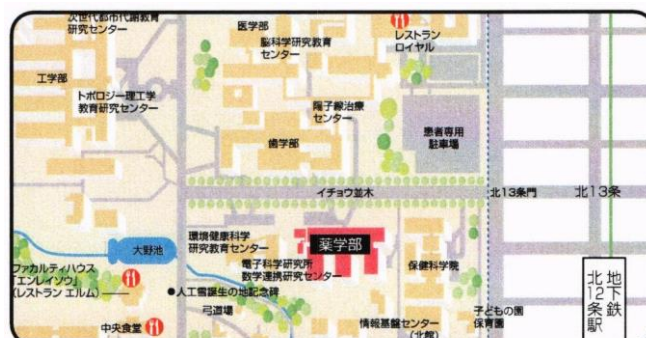 次世代都市代謝教育
研究センター
医学部
脳科学研究教育
センター
レストラン
ロイヤル
工学部
トポロジー理工学
教育研究センター
陽子線治療
センター
歯学部
患者専用
駐車場
イチョウ並木
北13条門
北13条
大野池
環境健康科学
研究教育センター
薬学部
電子科学研究所
数学連携研究センター
保健科学院
ファカルティハウス
「エンレイソウ」
(レストラン エルム)
●人工雪誕生の地記念碑
弓道場
中央食堂
情報基盤センター
(北館)
子どもの園
保育園
地下鉄
北12条駅